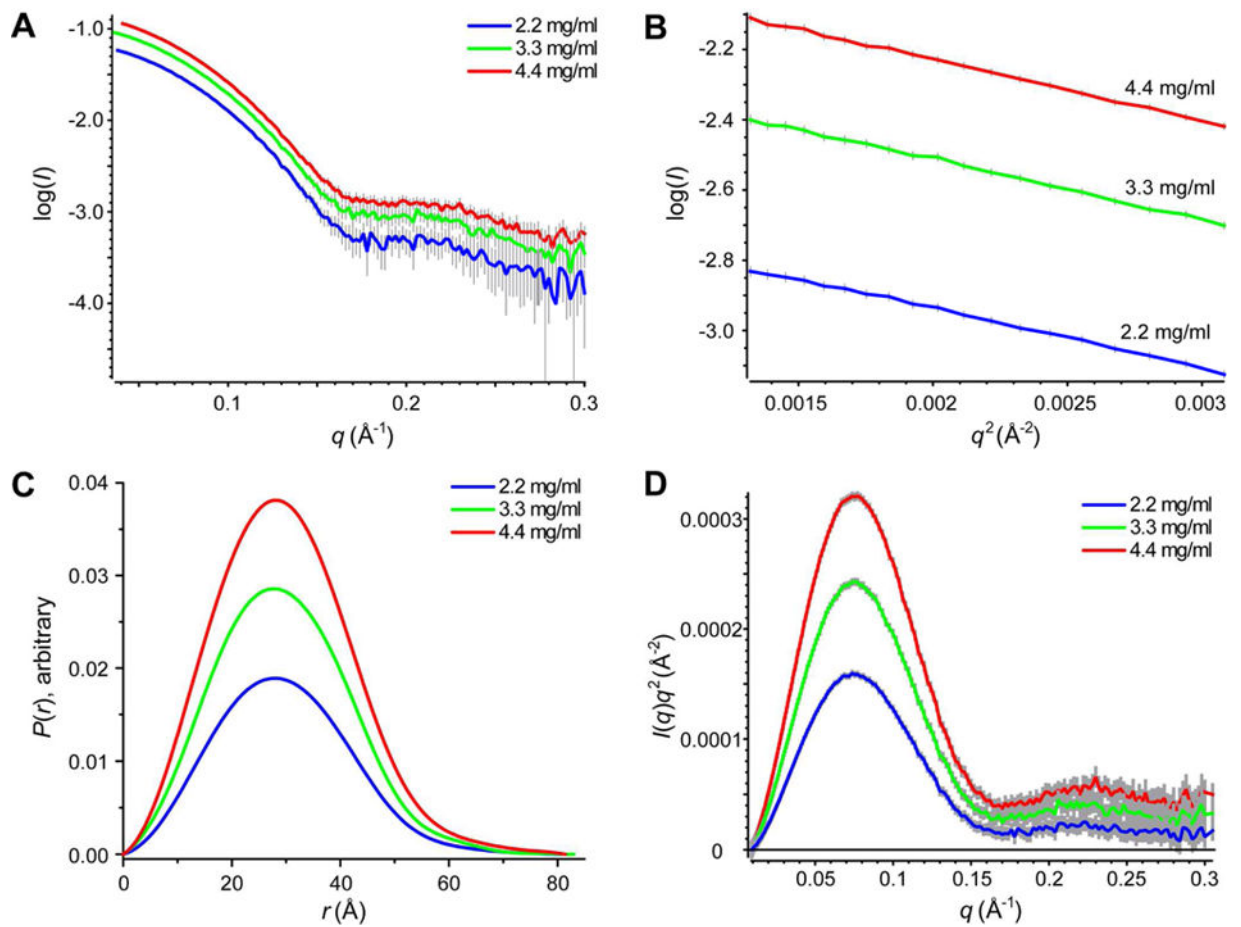 A
-1.0
-2.0
-3.0
-4.0
log(I)
0.1
0.2
0.3
q (Å-1)
2.2 mg/ml
3.3 mg/ml
4.4 mg/ml
B
-2.2
-2.4
-2.6
-2.8
-3.0
log(I)
4.4 mg/ml
3.3 mg/ml
2.2 mg/ml
0.0015
0.002
0.0025
0.003
q2 (Å-2)
C
0.04
0.03
0.02
0.01
0.00
P(r), arbitrary
0
20
40
60
80
r (Å)
2.2 mg/ml
3.3 mg/ml
4.4 mg/ml
D
0.0003
0.0002
0.0001
0
I(q)q2 (Å-2)
0.05
0.10
0.15
0.20
0.25
0.3
q (Å-1)
2.2 mg/ml
3.3 mg/ml
4.4 mg/ml